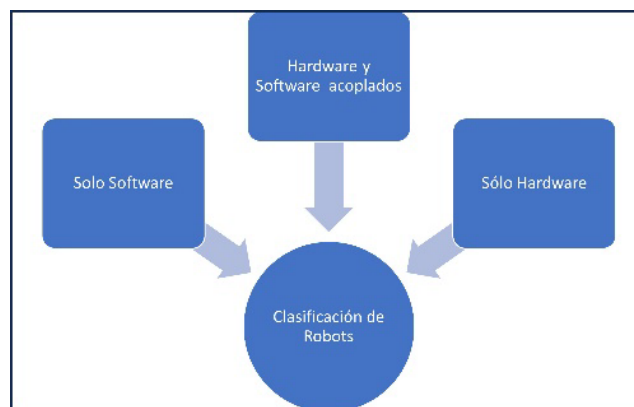 Hardware y
Software acoplados
Solo Software
Sólo Hardware
Clasificación de
Robots